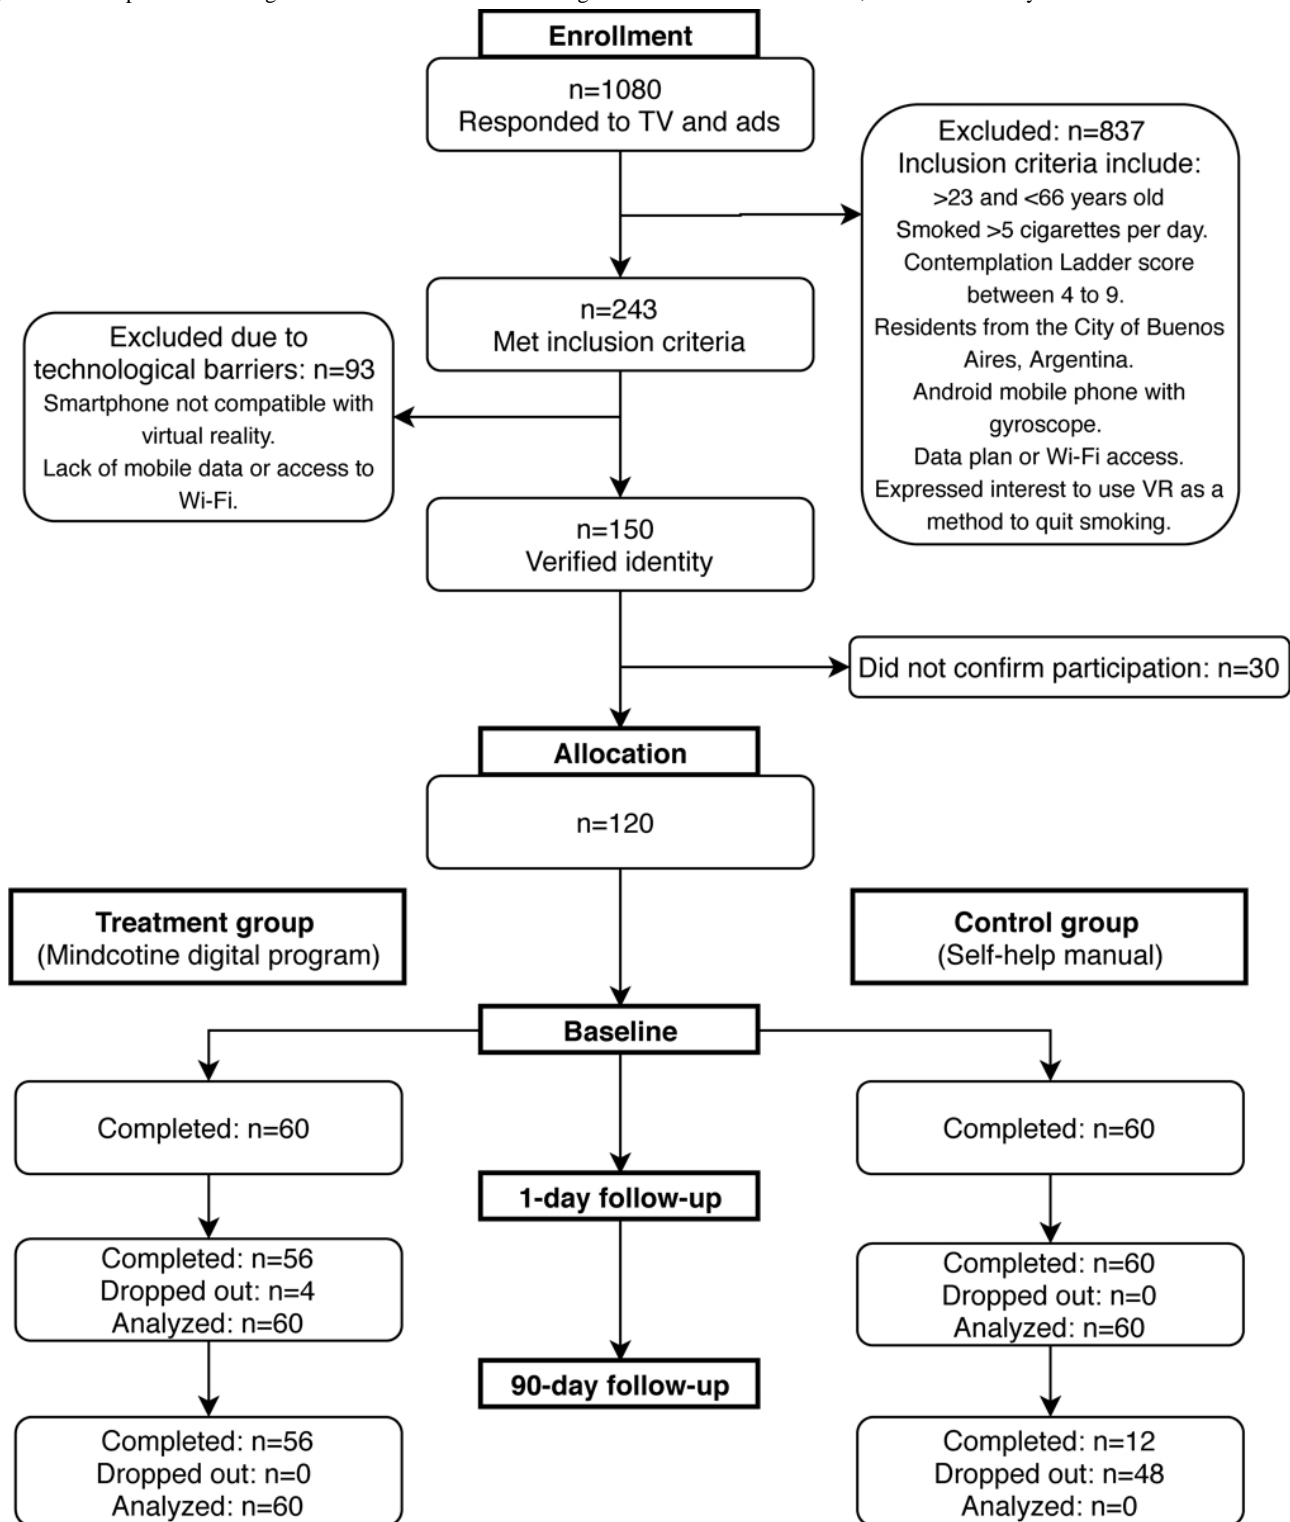 Enrollment
n=1080
Responded to TV and ads
Excluded: n=837
Inclusion criteria include:
>23 and <66 years old
Smoked >5 cigarettes per day.
Contemplation Ladder score
between 4 to 9.
Residents from the City of Buenos
Aires, Argentina.
Android mobile phone with
gyroscope.
Data plan or Wi-Fi access.
Expressed interest to use VR as a
method to quit smoking.
n=243
Met inclusion criteria
Excluded due to
technological barriers: n=93
Smartphone not compatible with
virtual reality.
Lack of mobile data or access to
Wi-Fi.
n=150
Verified identity
Did not confirm participation: n=30
Allocation
n=120
Treatment group
(Mindcotine digital program)
Control group
(Self-help manual)
Baseline
Completed: n=60
Completed: n=60
1-day follow-up
Completed: n=56
Dropped out: n=4
Analyzed: n=60
Completed: n=60
Dropped out: n=0
Analyzed: n=60
90-day follow-up
Completed: n=56
Dropped out: n=0
Analyzed: n=60
Completed: n=12
Dropped out: n=48
Analyzed: n=0